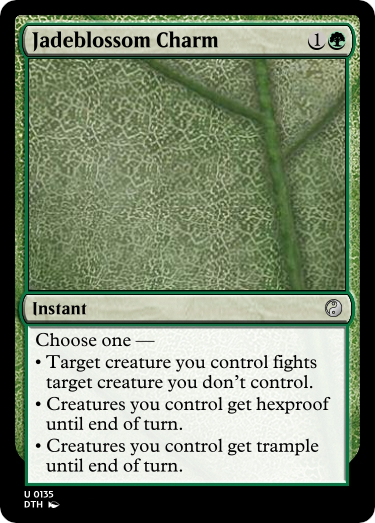 Jadeblossom Charm 1
Instant
Choose one —
• Target creature you control fights
target creature you don't control.
• Creatures you control get hexproof
until end of turn.
• Creatures you control get trample
until end of turn.
U 0135
DTH